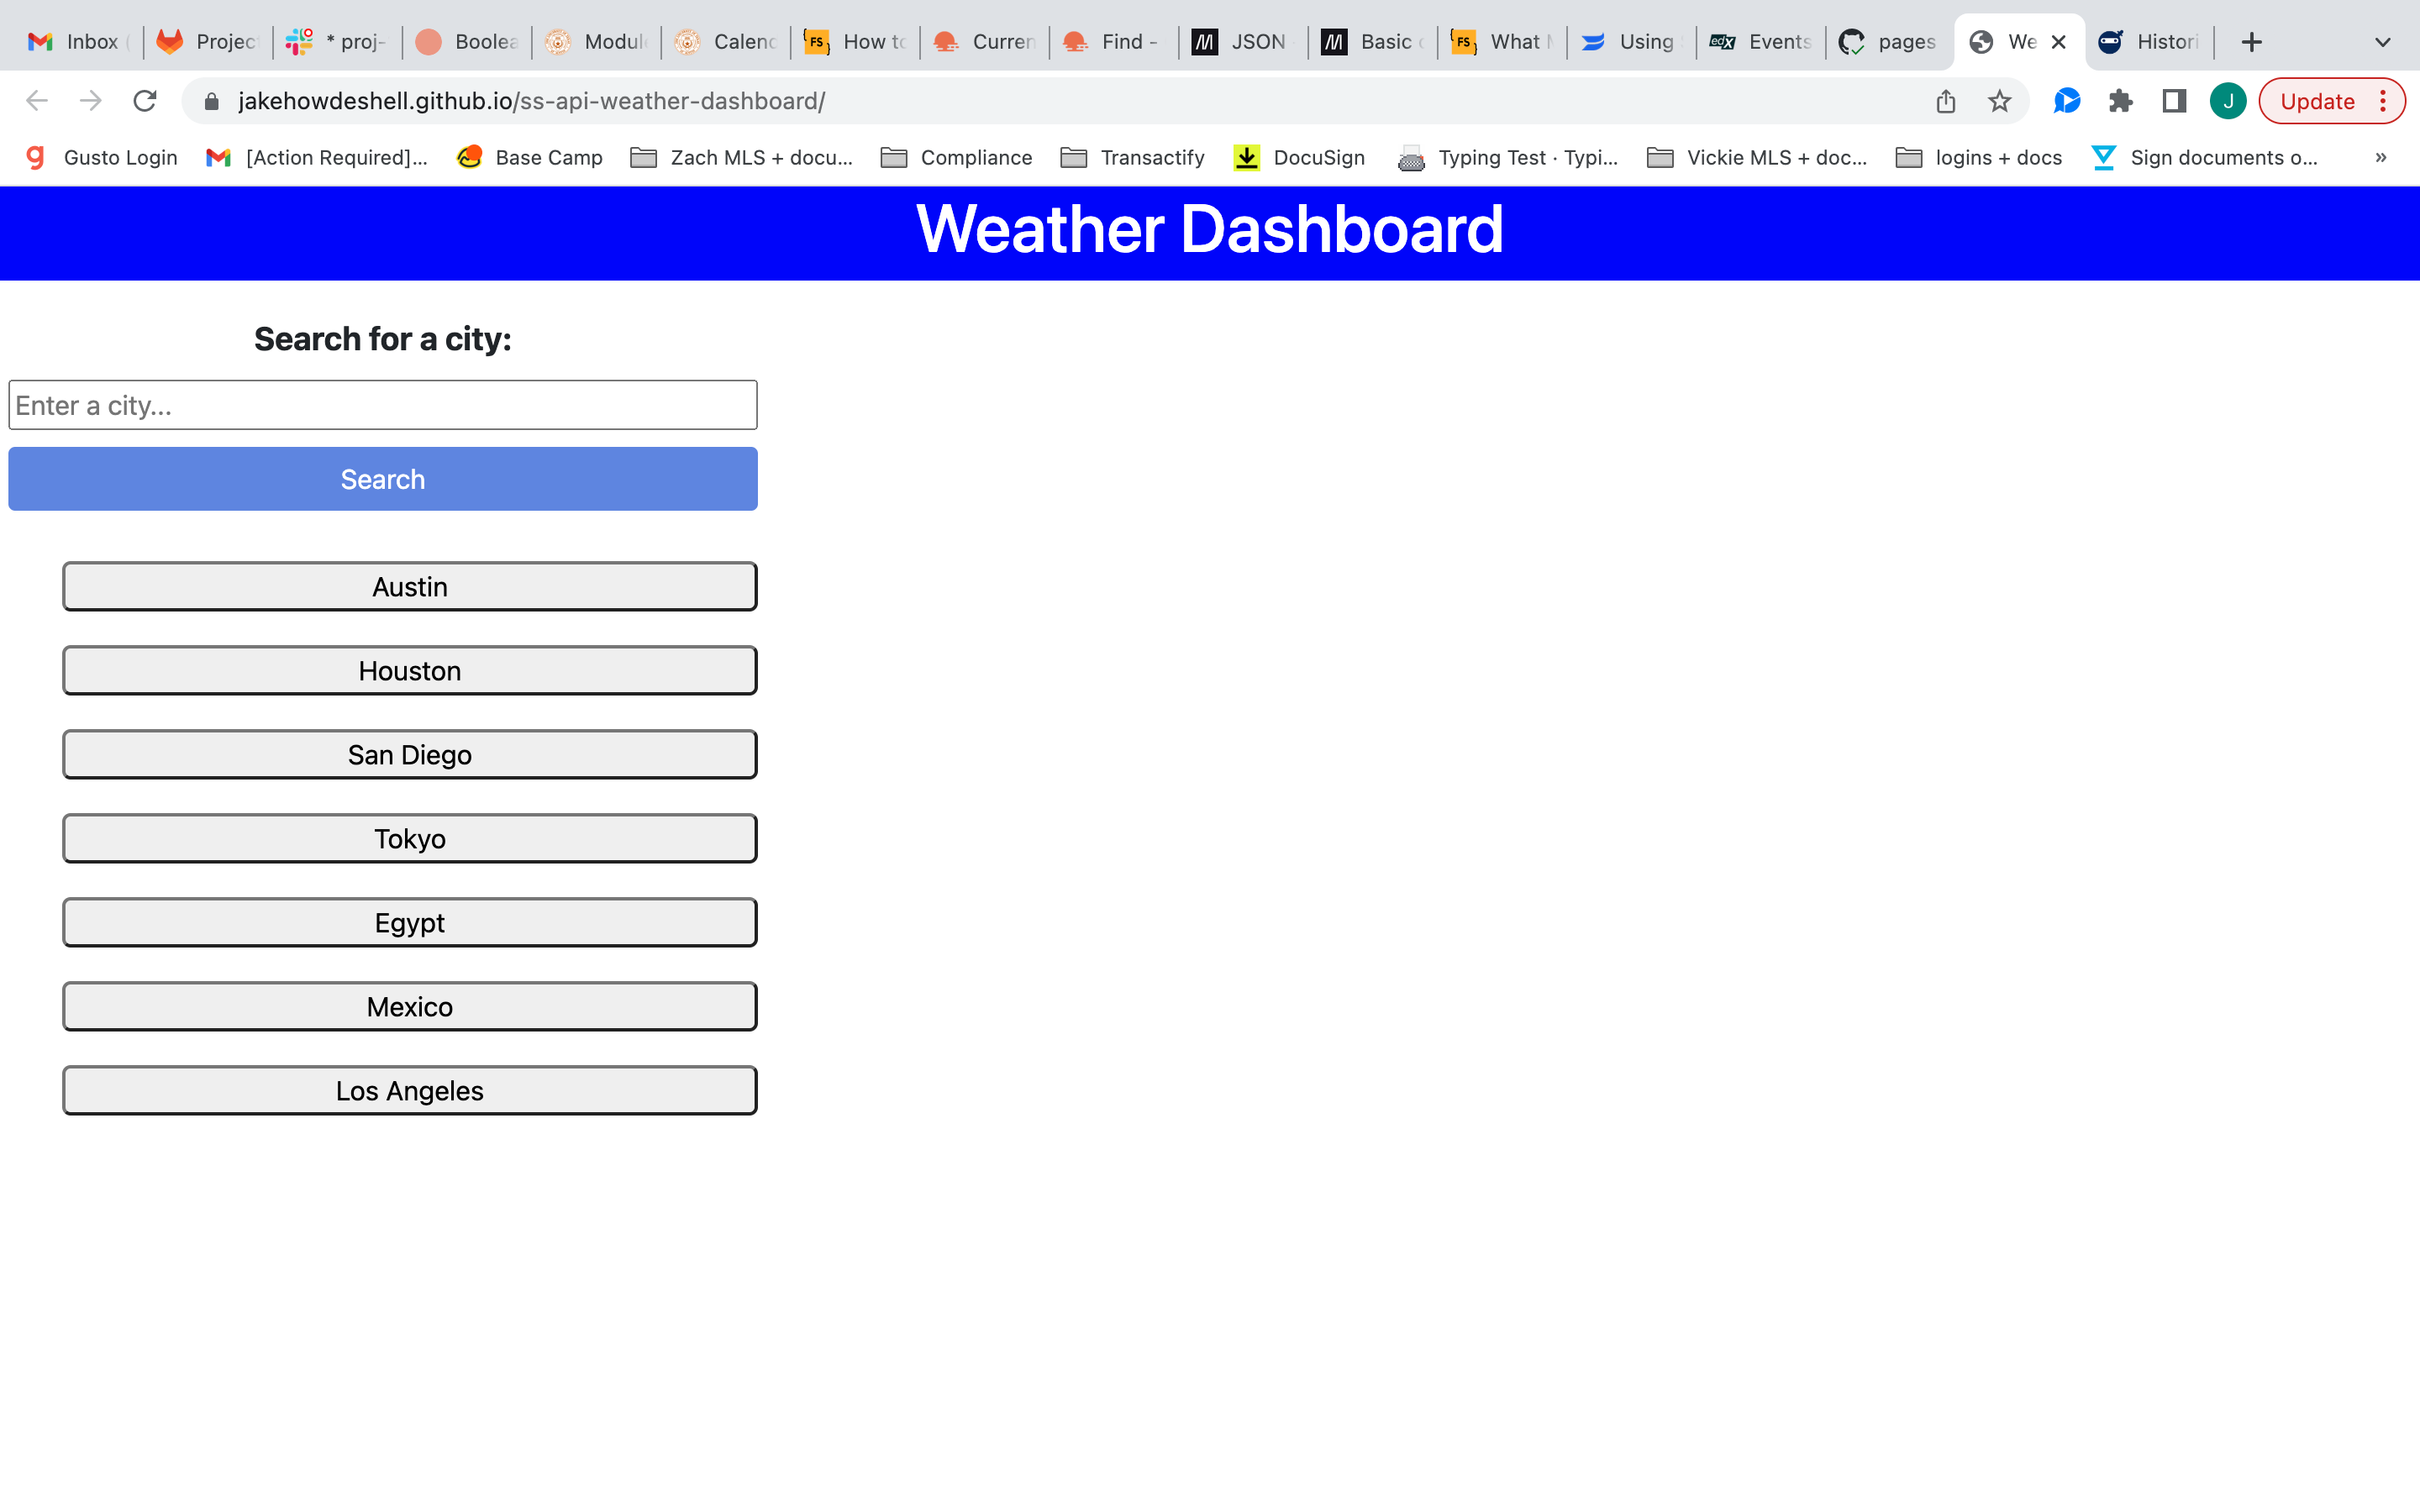 Inbox ( Projec * proj- Boolea Modul Calenc How to Curren Find - JSON - Basic c What Using Events pages We Histori
jakehowdeshell.github.io/ss-api-weather-dashboard/ J Update
Gusto Login [Action Required]... Base Camp Zach MLS + docu... Compliance Transactify DocuSign Typing Test · Typi... Vickie MLS + doc... logins + docs Sign documents o... »
Weather Dashboard
Search for a city:
Enter a city...
Search
Austin
Houston
San Diego
Tokyo
Egypt
Mexico
Los Angeles